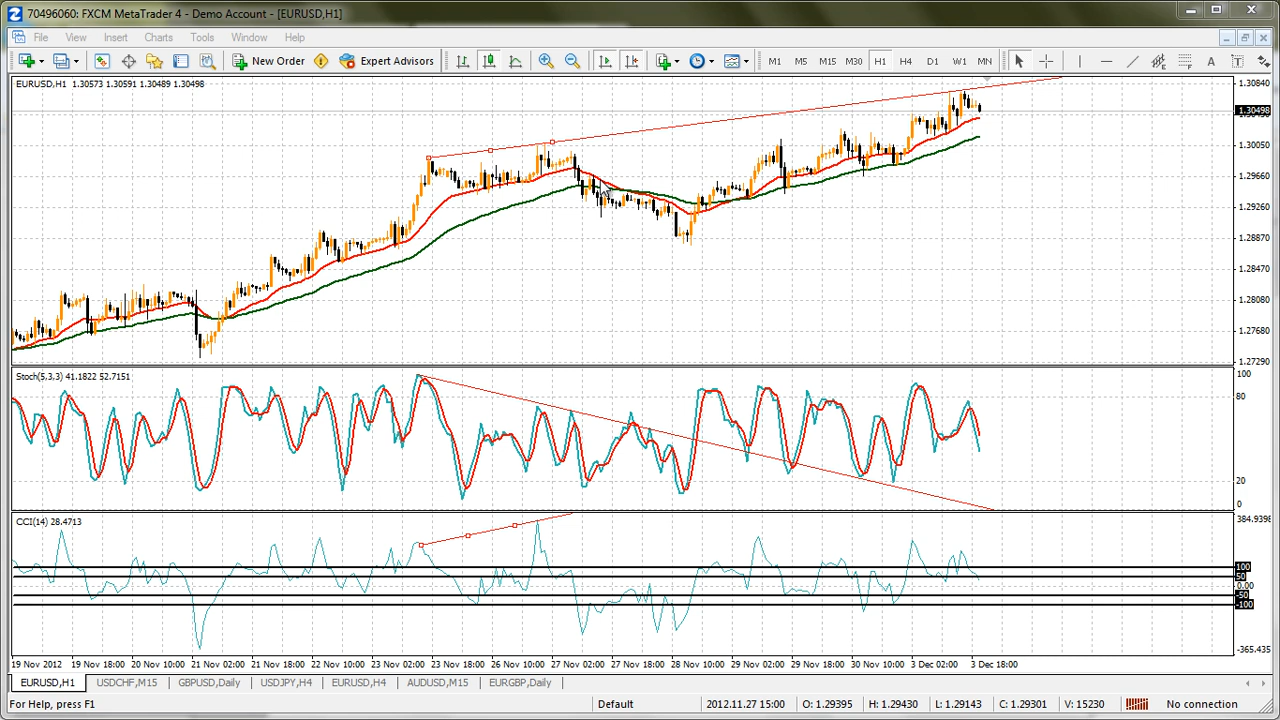 70496060: FXCM MetaTrader 4 - Demo Account - [EURUSD,H1]
File View Insert Charts Tools Window Help
New Order Expert Advisors M1 M5 M15 M30 H1 H4 D1 W1 MN A T
EURUSD,H1 1.30573 1.30591 1.30489 1.30498
1.30840
1.30498
1.30050
1.29660
1.29260
1.28870
1.28470
1.28080
1.27680
1.27290
Stoch(5,3,3) 41.1822 52.7151
100
80
20
0
CCI(14) 28.4713
384.9398
100
50
0.00
-50
-100
-365.435
19 Nov 2012 19 Nov 18:00 20 Nov 10:00 21 Nov 02:00 21 Nov 18:00 22 Nov 10:00 23 Nov 02:00 23 Nov 18:00 26 Nov 10:00 27 Nov 02:00 27 Nov 18:00 28 Nov 10:00 29 Nov 02:00 29 Nov 18:00 30 Nov 10:00 3 Dec 02:00 3 Dec 18:00
EURUSD,H1 USDCHF,M15 GBPUSD,Daily USDJPY,H4 EURUSD,H4 AUDUSD,M15 EURGBP,Daily
For Help, press F1 Default 2012.11.27 15:00 O: 1.29395 H: 1.29430 L: 1.29143 C: 1.29301 V: 15230 No connection